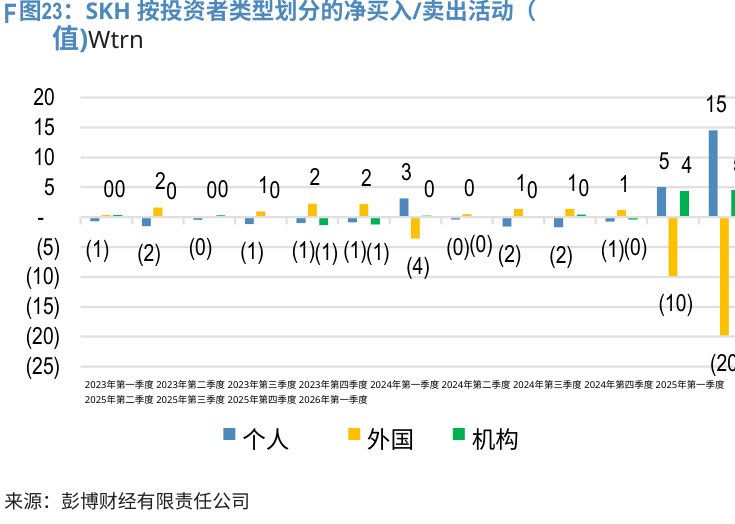 F图23：SKH 按投资者类型划分的净买入/卖出活动（
值)Wtrn
15
20
15
10
5
-
(5)
(10)
(15)
(20)
(25)
00 2 0 00 1 0 2 2 3 0 0 1 0 1 0 1 5 4
(1) (2) (0) (1) (1)(1) (1)(1) (4) (0)(0) (2) (2) (1)(0) (10) (20
2023年第一季度 2023年第二季度 2023年第三季度 2023年第四季度 2024年第一季度 2024年第二季度 2024年第三季度 2024年第四季度 2025年第一季度
2025年第二季度 2025年第三季度 2025年第四季度 2026年第一季度
个人 外国 机构
来源：彭博财经有限责任公司